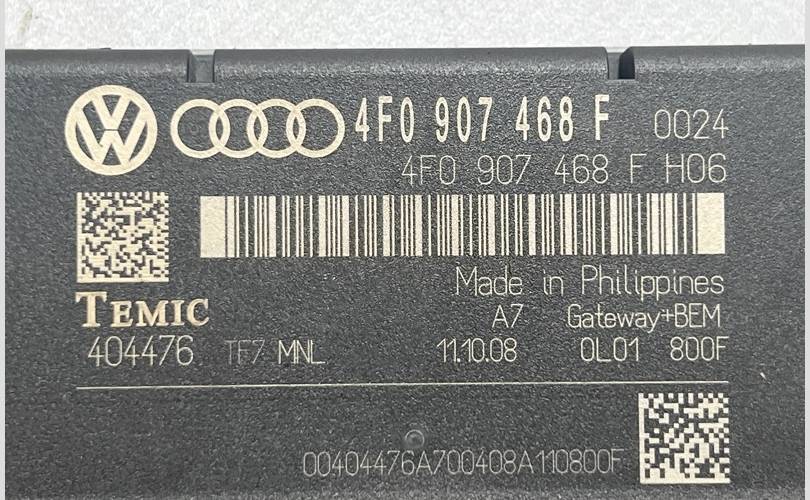 4F0 907 468 F 0024
4F0 907 468 F H06
Made in Philippines
TEMIC A7 Gateway+BEM
404476 TF7 MNL 11.10.08 0L01 800F
00404476A700408A110800F